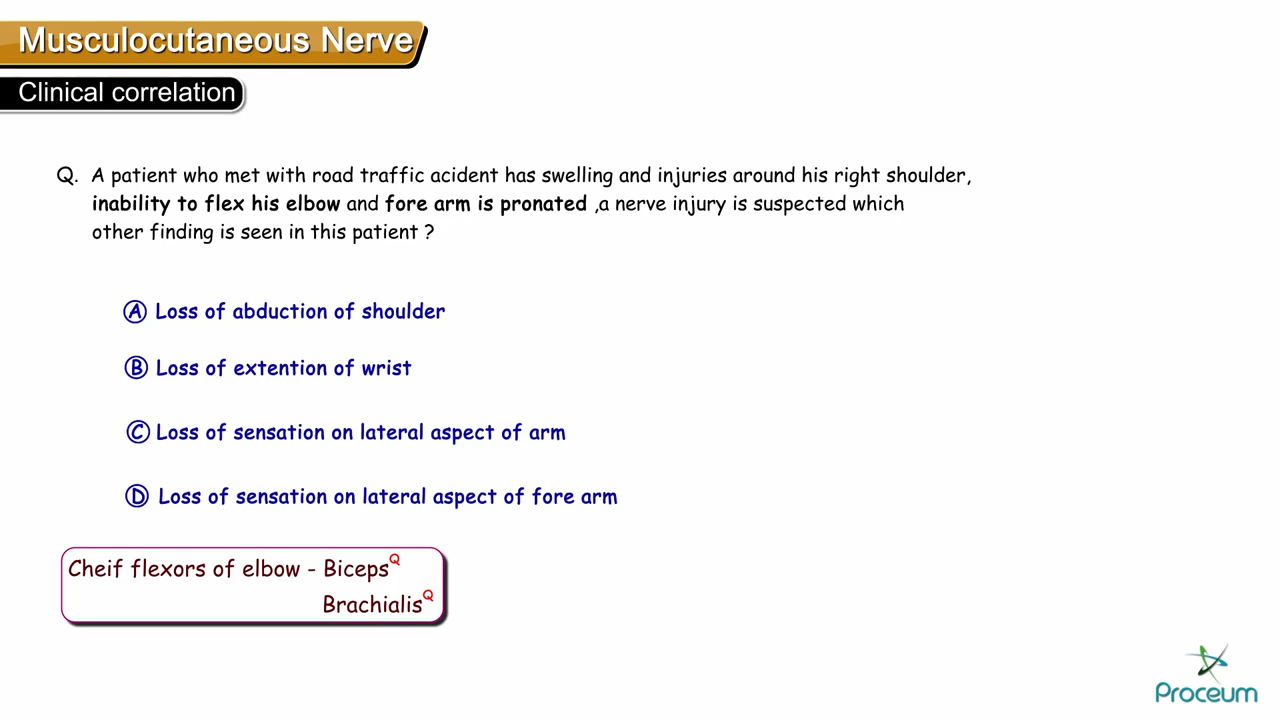 Musculocutaneous Nerve
Clinical correlation
Q. A patient who met with road traffic acident has swelling and injuries around his right shoulder,
inability to flex his elbow and fore arm is pronated ,a nerve injury is suspected which
other finding is seen in this patient ?
A Loss of abduction of shoulder
B Loss of extention of wrist
C Loss of sensation on lateral aspect of arm
D Loss of sensation on lateral aspect of fore arm
Cheif flexors of elbow - Biceps Q
Brachialis Q
Proceum